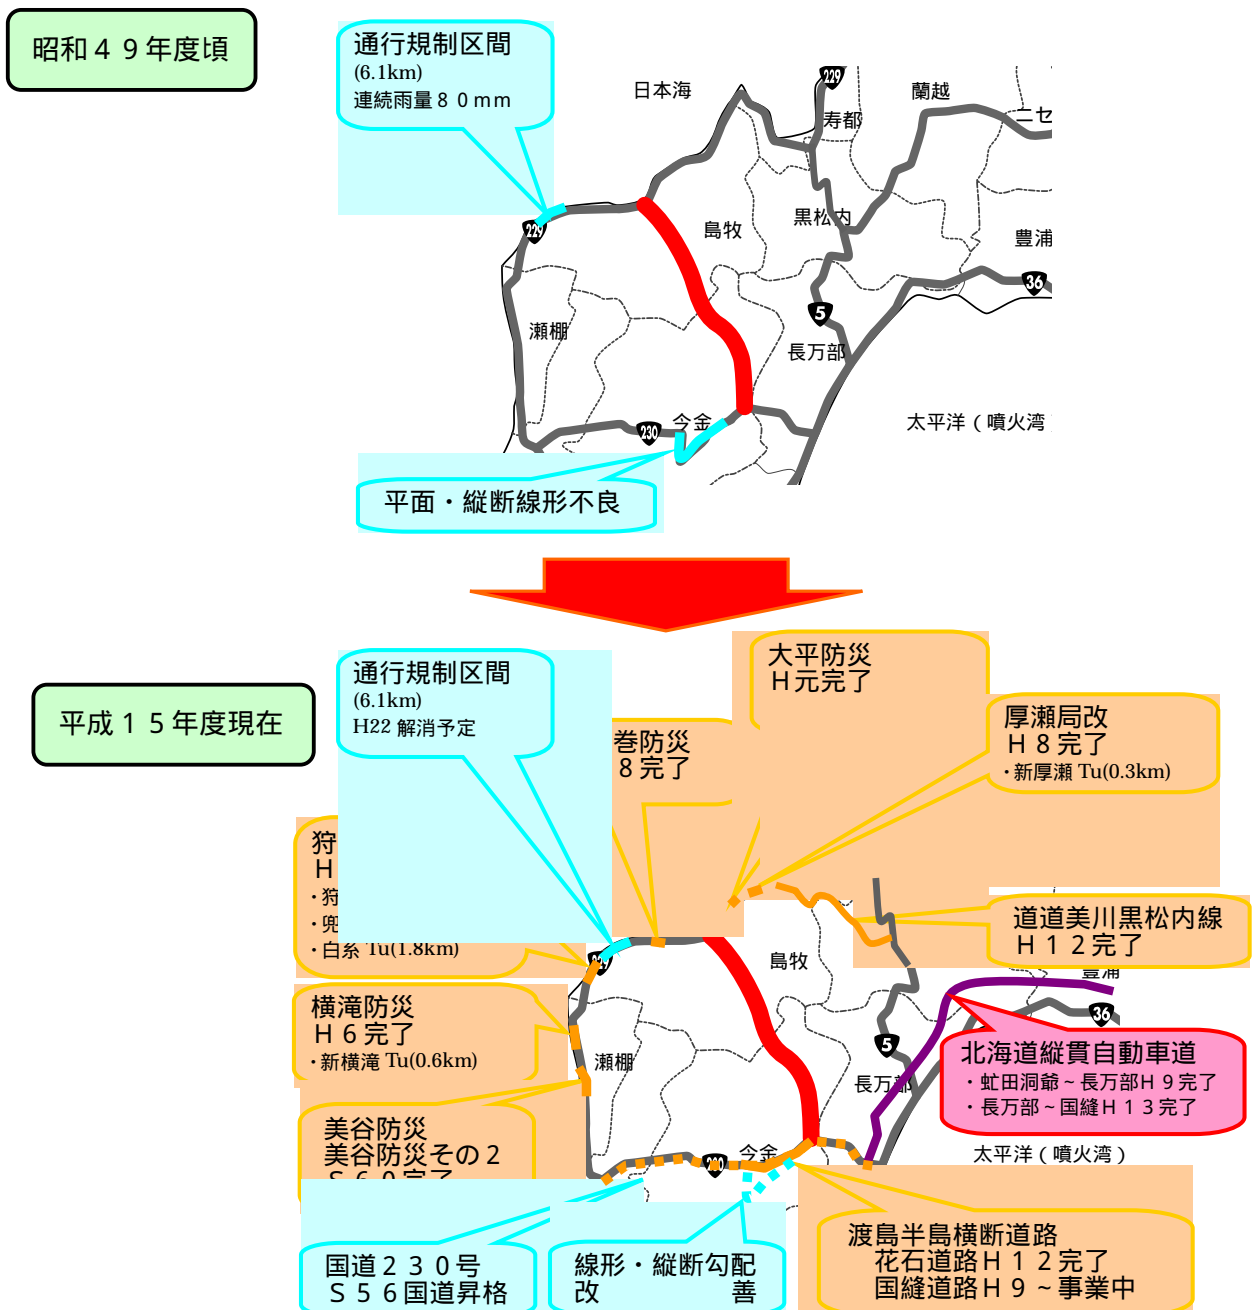 昭和４９年度頃
通行規制区間
(6.1km)
連続雨量８０mm
日本海
229
蘭越
寿都
ニセ
229
島牧
黒松内
豊浦
36
5
瀬棚
長万部
230
今金
太平洋（噴火湾
平面・縦断線形不良
平成１５年度現在
通行規制区間
(6.1km)
H22 解消予定
巻防災
８完了
大平防災
Ｈ元完了
厚瀬局改
Ｈ８完了
・新厚瀬 Tu(0.3km)
狩
Ｈ
・狩
・兜
・白糸 Tu(1.8km)
道道美川黒松内線
Ｈ１２完了
島牧
豊浦
36
横滝防災
Ｈ６完了
・新横滝 Tu(0.6km)
瀬棚
5
長万部
北海道縦貫自動車道
・虻田洞爺～長万部Ｈ９完了
・長万部～国縫Ｈ１３完了
美谷防災
美谷防災その２
Ｓ６０完了
今金
太平洋（噴火湾）
国道２３０号
Ｓ５６国道昇格
線形・縦断勾配
改　　　　　善
渡島半島横断道路
花石道路Ｈ１２完了
国縫道路Ｈ９～事業中